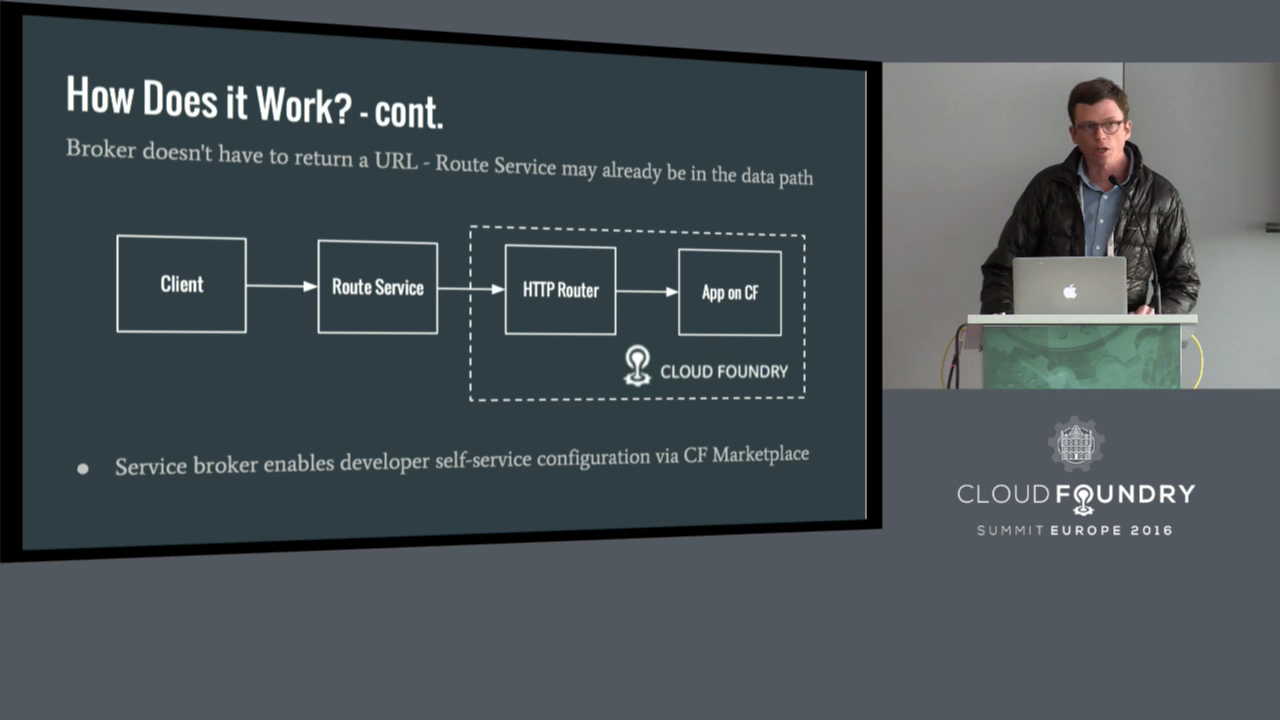 How Does it Work? - cont.
Broker doesn't have to return a URL - Route Service may already be in the data path
Client
Route Service
HTTP Router
App on CF
CLOUD FOUNDRY
● Service broker enables developer self-service configuration via CF Marketplace
CLOUD FOUNDRY
SUMMIT EUROPE 2016